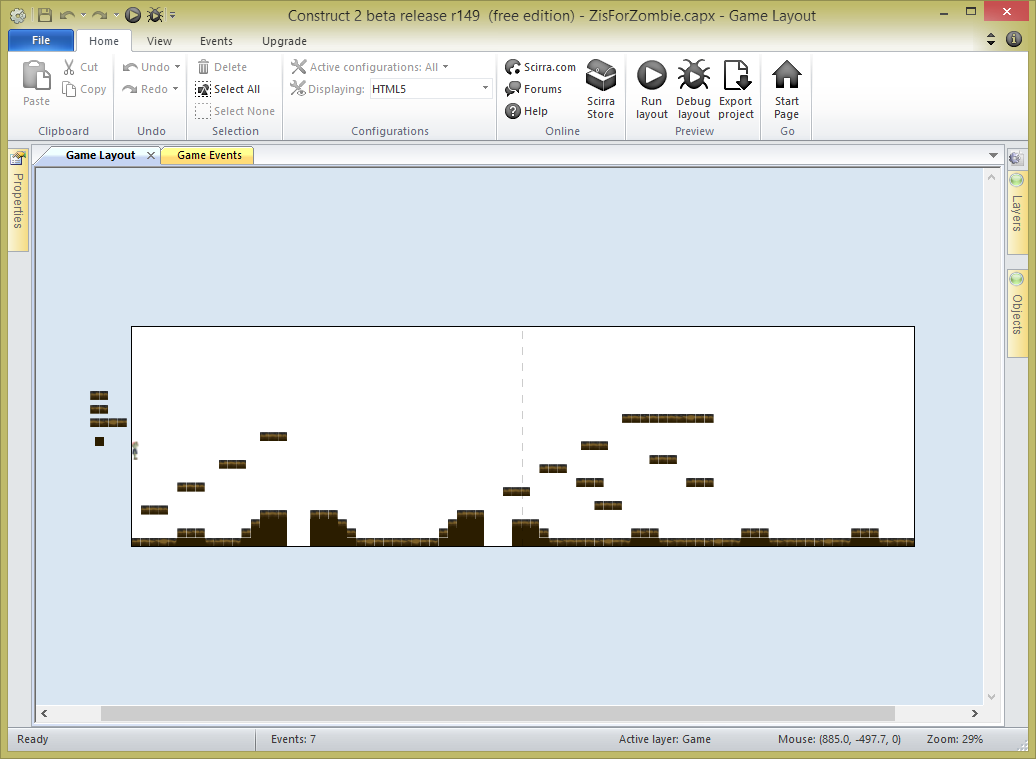 Construct 2 beta release r149 (free edition) - ZisForZombie.capx - Game Layout
File Home View Events Upgrade
Paste
Cut
Copy
Clipboard
Undo
Redo
Undo
Delete
Select All
Select None
Selection
Active configurations: All
Displaying: HTML5
Configurations
Scirra.com
Forums
Help
Scirra Store
Online
Run layout
Debug layout
Export project
Preview
Start Page
Go
Game Layout
Game Events
Properties
Layers
Objects
Ready
Events: 7
Active layer: Game
Mouse: (885.0, -497.7, 0)
Zoom: 29%